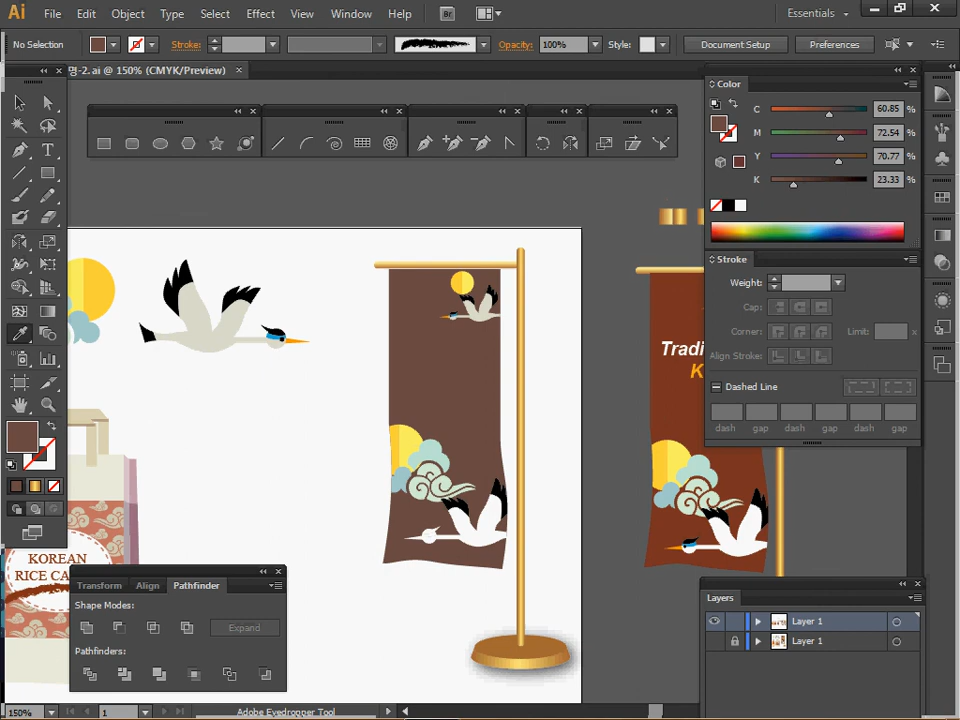 Ai File Edit Object Type Select Effect View Window Help Br Essentials
No Selection Stroke: Opacity: 100% Style: Document Setup Preferences
명-2.ai @ 150% (CMYK/Preview) ×
Color
C 60.85 %
M 72.54 %
Y 70.77 %
K 23.33 %
Stroke
Weight:
Cap:
Corner: Limit: x
Align Stroke:
Dashed Line
dash gap dash gap dash gap
Tradi
K
KOREAN
RICE CA
Transform Align Pathfinder
Shape Modes:
Expand
Pathfinders:
Layers
Layer 1
Layer 1
150% 1 Adobe Eyedropper Tool